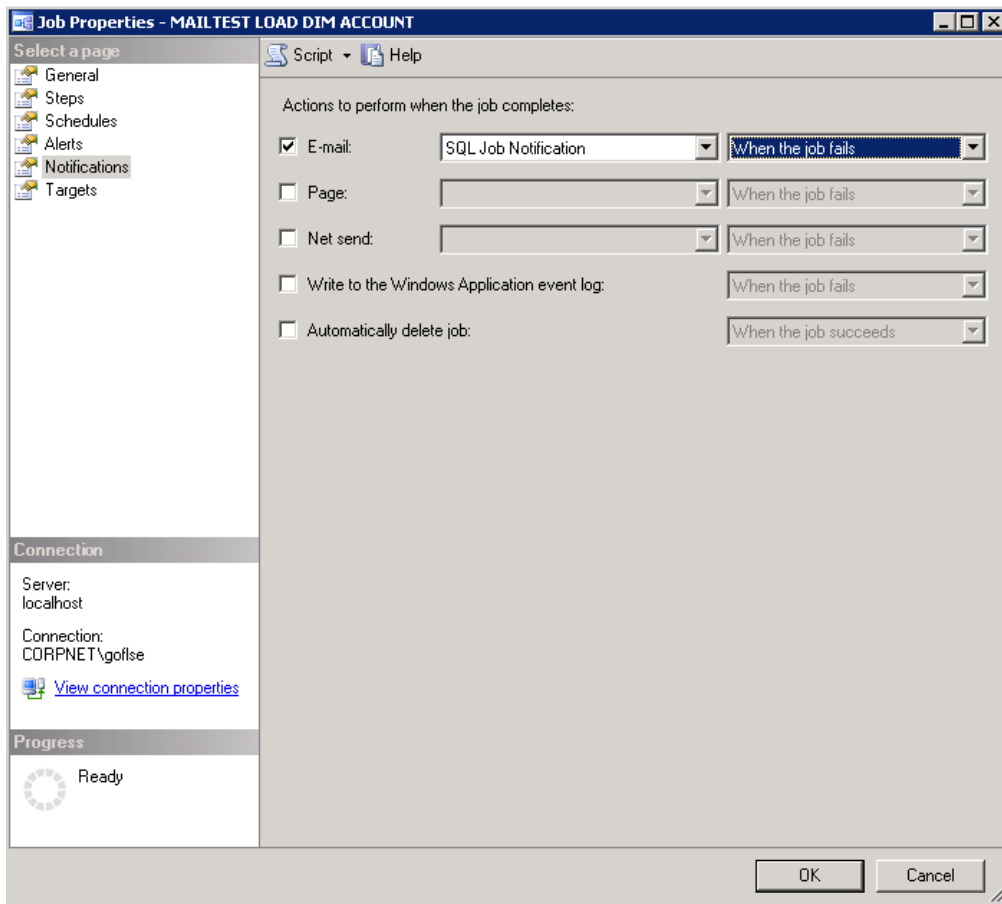 Job Properties - MAILTEST LOAD DIM ACCOUNT
Select a page
General
Steps
Schedules
Alerts
Notifications
Targets
Script Help
Actions to perform when the job completes:
E-mail: SQL Job Notification When the job fails
Page: When the job fails
Net send: When the job fails
Write to the Windows Application event log: When the job fails
Automatically delete job: When the job succeeds
Connection
Server:
localhost
Connection:
CORPNET\goflse
View connection properties
Progress
Ready
OK Cancel